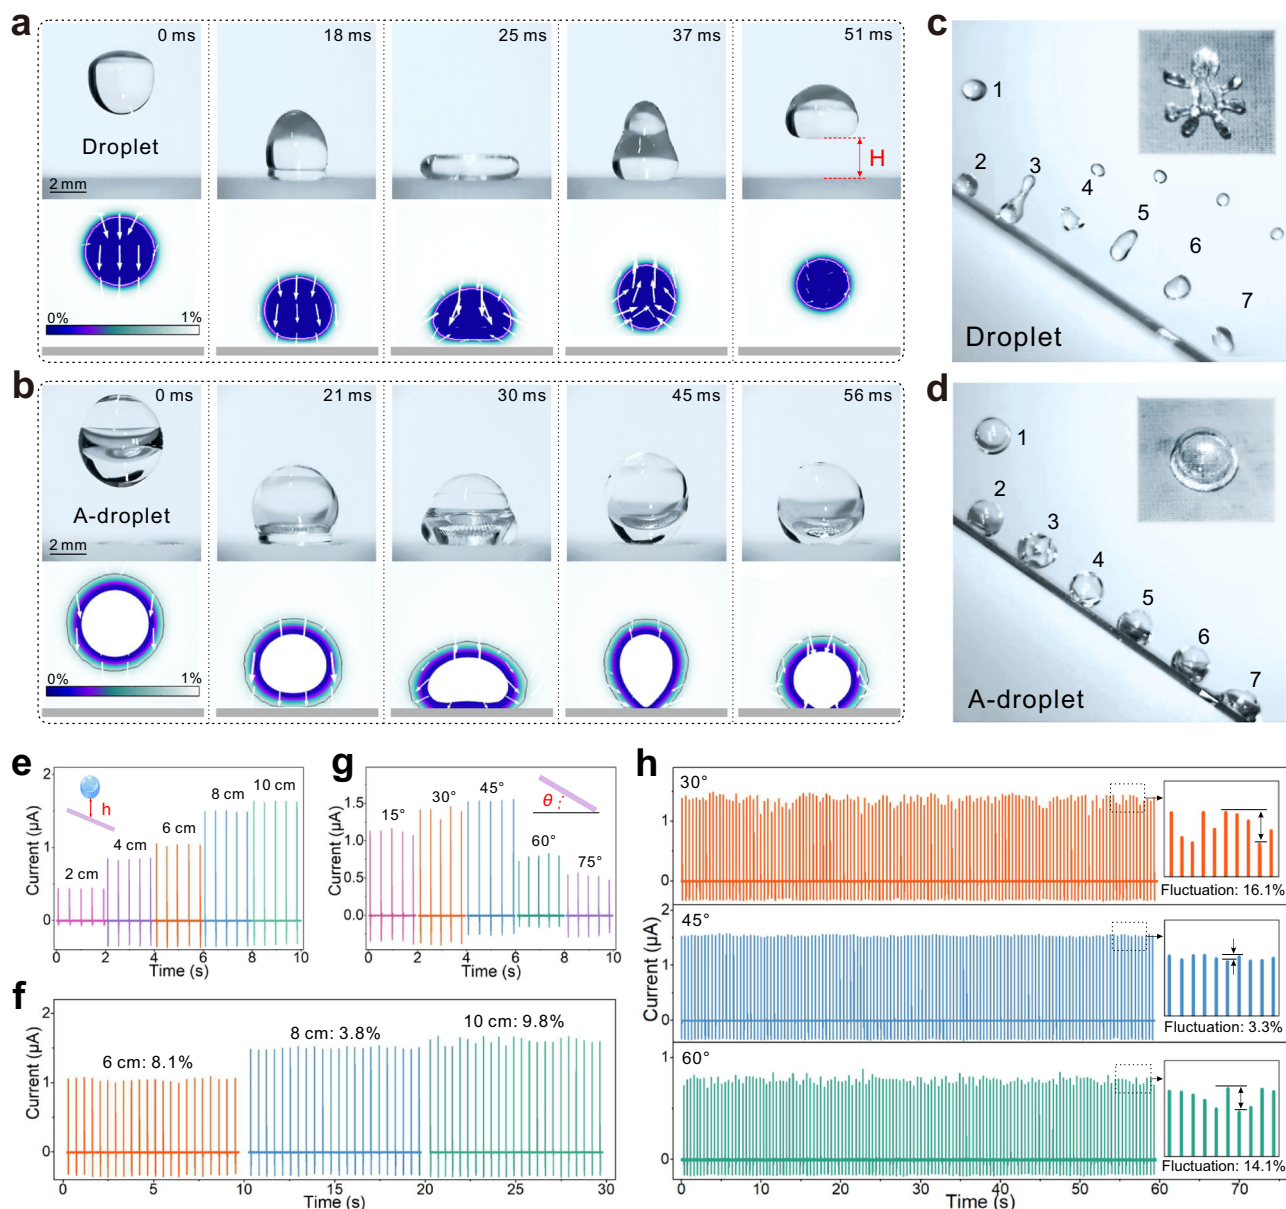 a
0 ms
18 ms
25 ms
37 ms
51 ms
Droplet
H
2 mm
0%
1%
b
0 ms
21 ms
30 ms
45 ms
56 ms
A-droplet
2 mm
0%
1%
c
1
2
3
4
5
6
7
Droplet
d
1
2
3
4
5
6
7
A-droplet
e
2
1
0
Current (μA)
h
2 cm
4 cm
6 cm
8 cm
10 cm
0 2 4 6 8 10
Time (s)
g
1.5
1.0
0.5
0.0
Current (μA)
15°
30°
45°
60°
75°
θ
0 2 4 6 8 10
Time (s)
f
2
1
0
Current (μA)
6 cm: 8.1%
8 cm: 3.8%
10 cm: 9.8%
0 5 10 15 20 25 30
Time (s)
h
30°
1
0
Fluctuation: 16.1%
2
45°
1
0
Current (μA)
Fluctuation: 3.3%
1
60°
0
Fluctuation: 14.1%
0 10 20 30 40 50 60 70
Time (s)